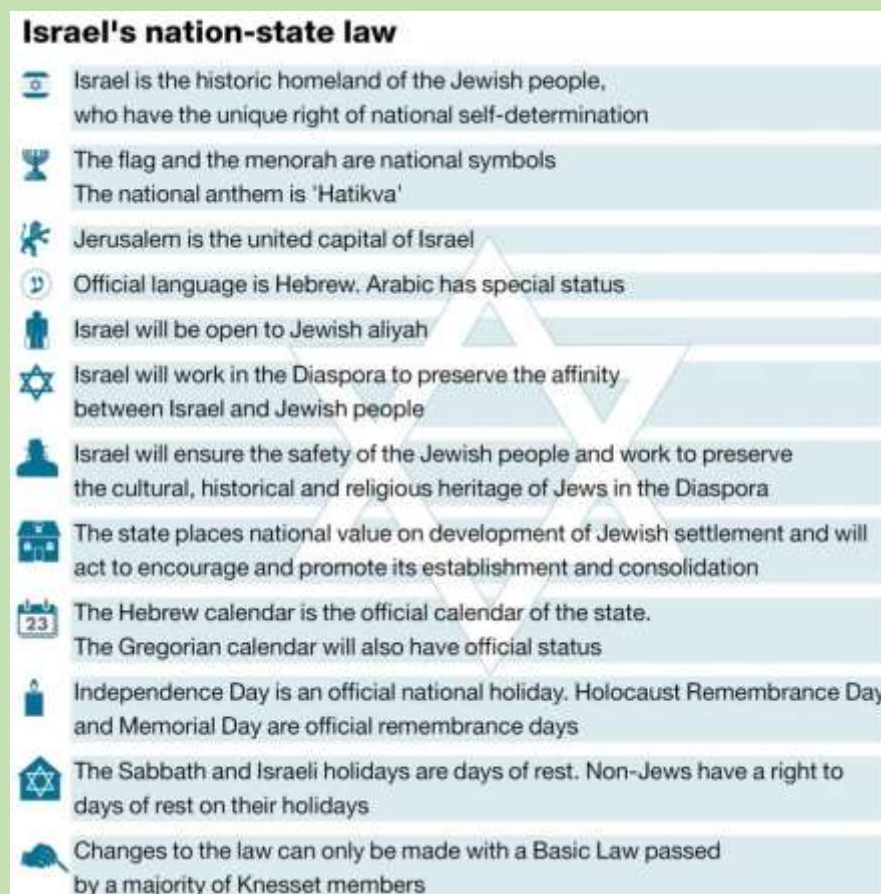 Israel's nation-state law
Israel is the historic homeland of the Jewish people,
who have the unique right of national self-determination
The flag and the menorah are national symbols
The national anthem is 'Hatikva'
Jerusalem is the united capital of Israel
ע
Official language is Hebrew. Arabic has special status
Israel will be open to Jewish aliyah
Israel will work in the Diaspora to preserve the affinity
between Israel and Jewish people
Israel will ensure the safety of the Jewish people and work to preserve
the cultural, historical and religious heritage of Jews in the Diaspora
The state places national value on development of Jewish settlement and will
act to encourage and promote its establishment and consolidation
23
The Hebrew calendar is the official calendar of the state.
The Gregorian calendar will also have official status
Independence Day is an official national holiday. Holocaust Remembrance Day
and Memorial Day are official remembrance days
The Sabbath and Israeli holidays are days of rest. Non-Jews have a right to
days of rest on their holidays
Changes to the law can only be made with a Basic Law passed
by a majority of Knesset members